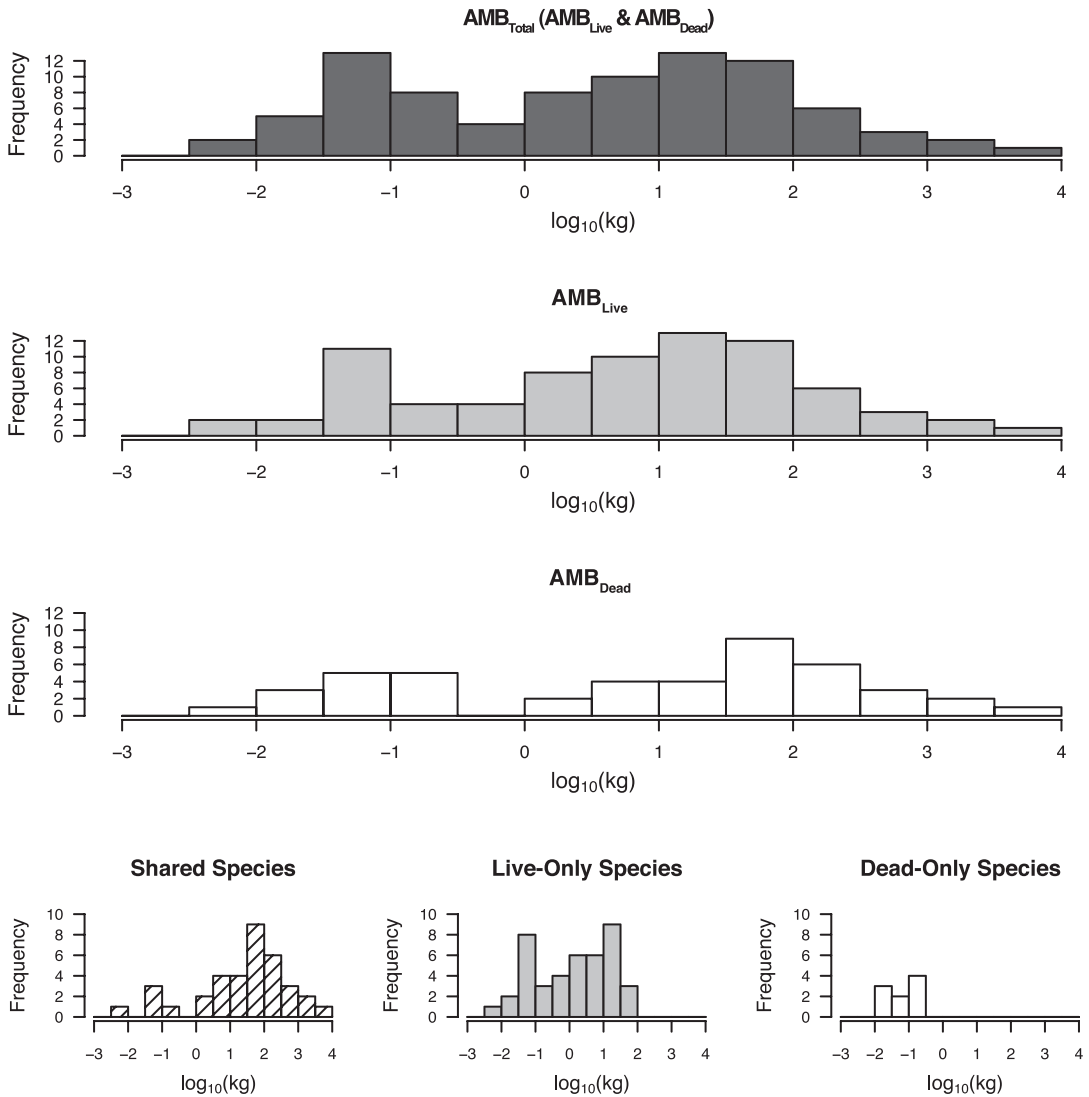 AMB_Total (AMB_Live & AMB_Dead)
Frequency
12
10
8
6
4
2
0
−3 −2 −1 0 1 2 3 4
log₁₀(kg)
AMB_Live
Frequency
12
10
8
6
4
2
0
−3 −2 −1 0 1 2 3 4
log₁₀(kg)
AMB_Dead
Frequency
12
10
8
6
4
2
0
−3 −2 −1 0 1 2 3 4
log₁₀(kg)
Shared Species
Frequency
10
8
6
4
2
0
−3 −2 −1 0 1 2 3 4
log₁₀(kg)
Live-Only Species
Frequency
10
8
6
4
2
0
−3 −2 −1 0 1 2 3 4
log₁₀(kg)
Dead-Only Species
Frequency
10
8
6
4
2
0
−3 −2 −1 0 1 2 3 4
log₁₀(kg)